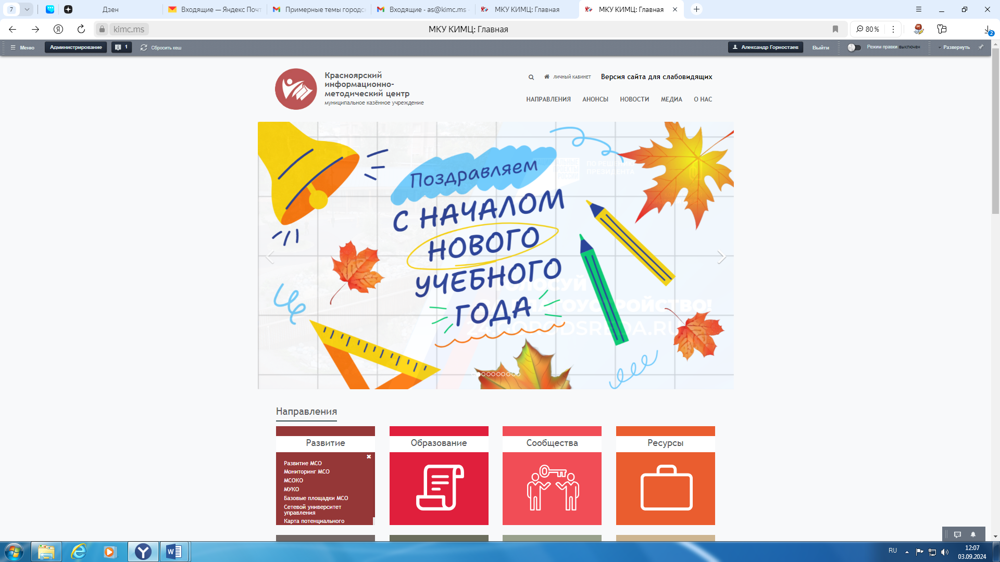 7
Дзен
Входящие — Яндекс Поч
Примерные темы городс
Входящие - as@kimc.ms -
МКУ КИМЦ: Главная
МКУ КИМЦ: Главная
kimc.ms
МКУ КИМЦ: Главная
80 %
2
Меню
Администрирование
1
Сбросить кеш
Александр Горностаев
Выйти
Режим правки выключен
Развернуть
Красноярский
информационно-
методический центр
муниципальное казённое учреждение
ЛИЧНЫЙ КАБИНЕТ
Версия сайта для слабовидящих
НАПРАВЛЕНИЯ
АНОНСЫ
НОВОСТИ
МЕДИА
О НАС
Поздравляем
С НАЧАЛОМ
НОВОГО
УЧЕБНОГО
ГОДА
ПО РЕШЕНИЮ
ПРЕЗИДЕНТА
Направления
Развитие
Образование
Сообщества
Ресурсы
Развитие МСО
Мониторинг МСО
МСОКО
МУКО
Базовые площадки МСО
Сетевой университет
управления
Карта потенциального
RU
12:07
03.09.2024